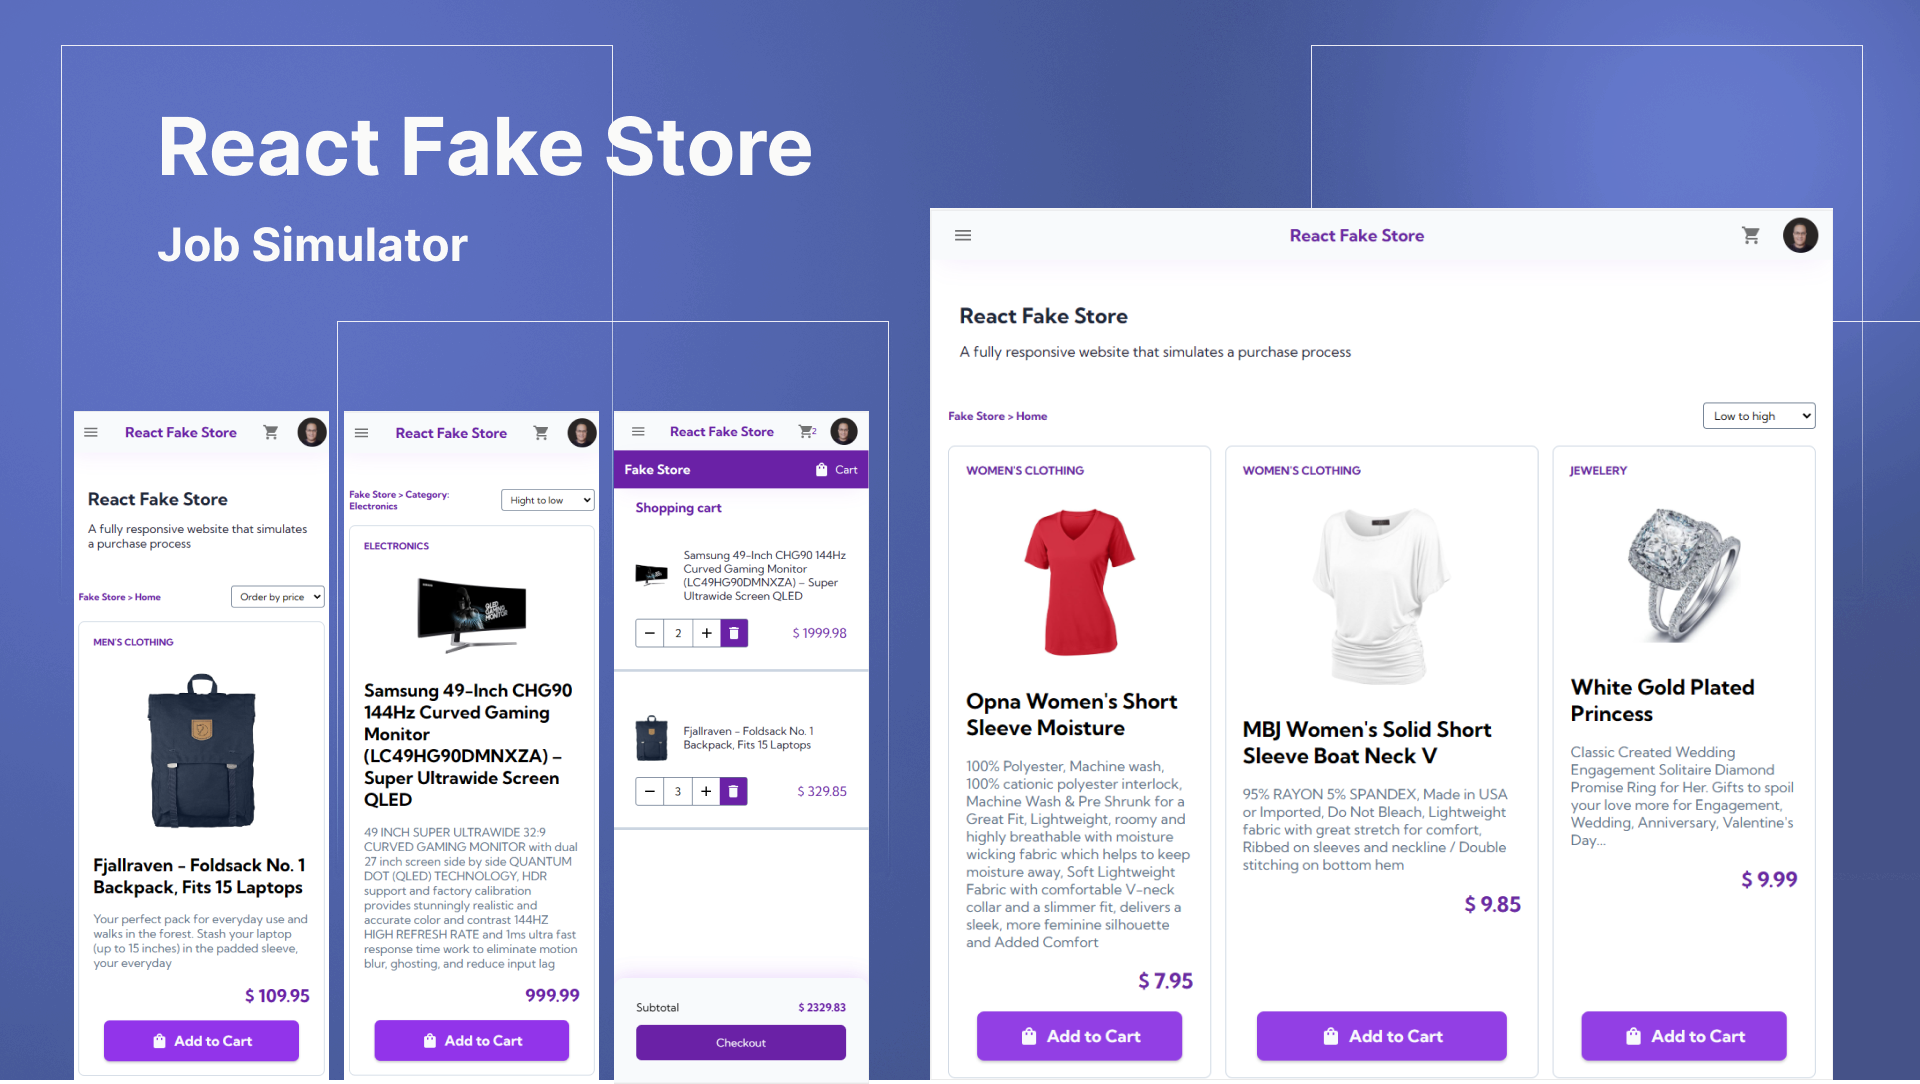 React Fake Store
Job Simulator
React Fake Store
React Fake Store
A fully responsive website that simulates
a purchase process
Fake Store > Home
Order by price
MEN'S CLOTHING
Fjallraven - Foldsack No. 1
Backpack, Fits 15 Laptops
Your perfect pack for everyday use and
walks in the forest. Stash your laptop
(up to 15 inches) in the padded sleeve,
your everyday
$ 109.95
Add to Cart
React Fake Store
Fake Store > Category:
Electronics
Hight to low
ELECTRONICS
QLED
GAMING
MONITOR
Samsung 49-Inch CHG90
144Hz Curved Gaming
Monitor
(LC49HG90DMNXZA) –
Super Ultrawide Screen
QLED
49 INCH SUPER ULTRAWIDE 32:9
CURVED GAMING MONITOR with dual
27 inch screen side by side QUANTUM
DOT (QLED) TECHNOLOGY, HDR
support and factory calibration
provides stunningly realistic and
accurate color and contrast 144HZ
HIGH REFRESH RATE and 1ms ultra fast
response time work to eliminate motion
blur, ghosting, and reduce input lag
999.99
Add to Cart
React Fake Store
2
Fake Store
Cart
Shopping cart
Samsung 49-Inch CHG90 144Hz
Curved Gaming Monitor
(LC49HG90DMNXZA) – Super
Ultrawide Screen QLED
2
$ 1999.98
Fjallraven - Foldsack No. 1
Backpack, Fits 15 Laptops
3
$ 329.85
Subtotal
$ 2329.83
Checkout
React Fake Store
React Fake Store
A fully responsive website that simulates a purchase process
Fake Store > Home
Low to high
WOMEN'S CLOTHING
Opna Women's Short
Sleeve Moisture
100% Polyester, Machine wash,
100% cationic polyester interlock,
Machine Wash & Pre Shrunk for a
Great Fit, Lightweight, roomy and
highly breathable with moisture
wicking fabric which helps to keep
moisture away, Soft Lightweight
Fabric with comfortable V-neck
collar and a slimmer fit, delivers a
sleek, more feminine silhouette
and Added Comfort
$ 7.95
Add to Cart
WOMEN'S CLOTHING
MBJ Women's Solid Short
Sleeve Boat Neck V
95% RAYON 5% SPANDEX, Made in USA
or Imported, Do Not Bleach, Lightweight
fabric with great stretch for comfort,
Ribbed on sleeves and neckline / Double
stitching on bottom hem
$ 9.85
Add to Cart
JEWELERY
White Gold Plated
Princess
Classic Created Wedding
Engagement Solitaire Diamond
Promise Ring for Her. Gifts to spoil
your love more for Engagement,
Wedding, Anniversary, Valentine's
Day...
$ 9.99
Add to Cart